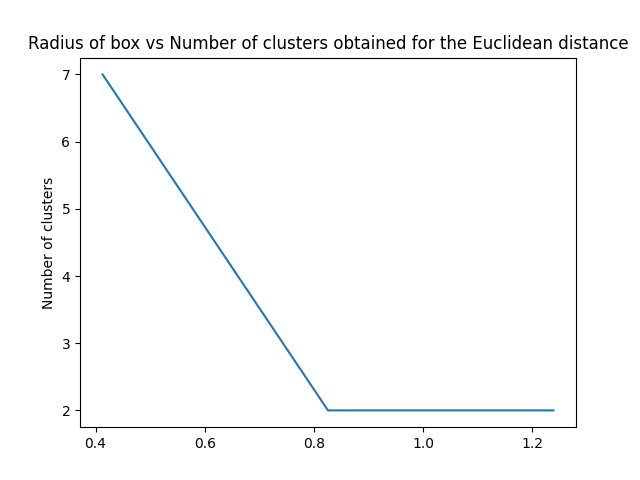 Radius of box vs Number of clusters obtained for the Euclidean distance
7
6
5
4
3
2
Number of clusters
0.4 0.6 0.8 1.0 1.2